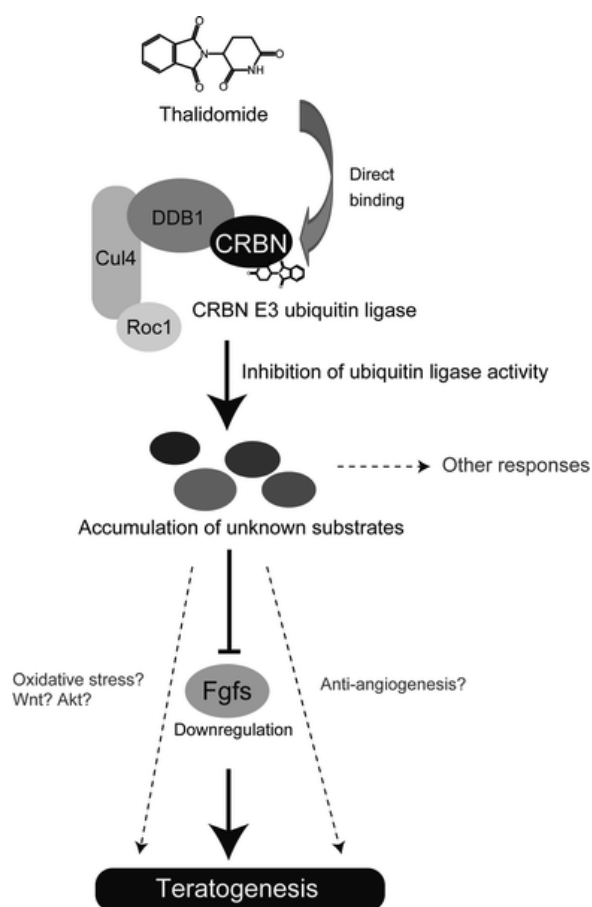 O
O
N
O
O
NH
O
Thalidomide
Direct
binding
DDB1
CRBN
Cul4
Roc1
CRBN E3 ubiquitin ligase
Inhibition of ubiquitin ligase activity
Other responses
Accumulation of unknown substrates
Oxidative stress?
Wnt? Akt?
Fgfs
Anti-angiogenesis?
Downregulation
Teratogenesis